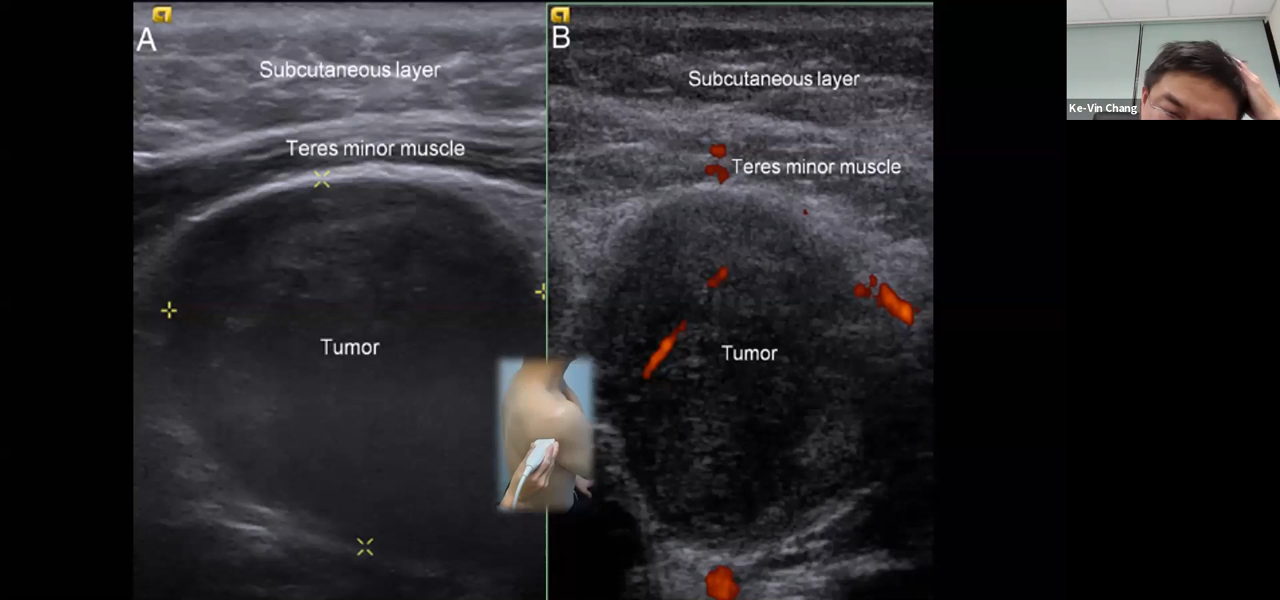 A
Subcutaneous layer
Teres minor muscle
Tumor
B
Subcutaneous layer
Teres minor muscle
Tumor
Ke-Vin Chang